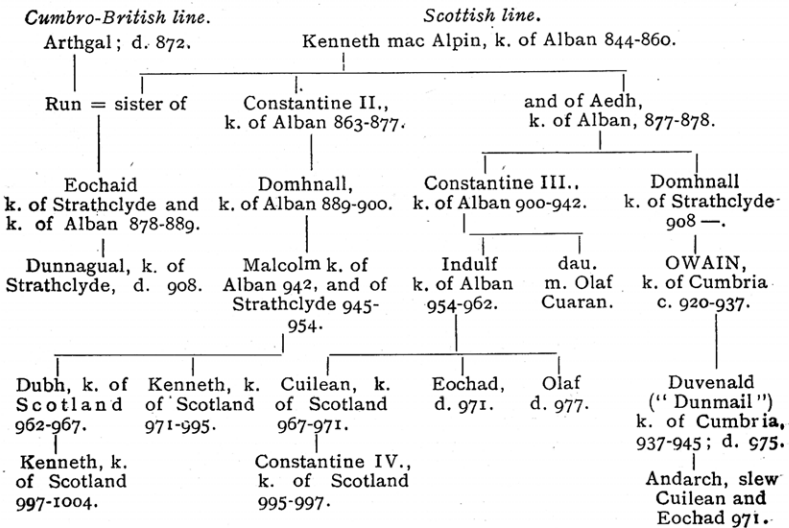 Cumbro-British line.
Scottish line.
Arthgal; d. 872.
Kenneth mac Alpin, k. of Alban 844-860.
Run = sister of
Constantine II.,
k. of Alban 863-877.
and of Aedh,
k. of Alban, 877-878.
Eochaid
k. of Strathclyde and
k. of Alban 878-889.
Domhnall,
k. of Alban 889-900.
Constantine III.,
k. of Alban 900-942.
Domhnall
k. of Strathclyde
908 —.
Dunnagual, k. of
Strathclyde, d. 908.
Malcolm k. of
Alban 942, and of
Strathclyde 945-
954.
Indulf
k. of Alban
954-962.
dau.
m. Olaf
Cuaran.
OWAIN,
k. of Cumbria
c. 920-937.
Dubh, k. of
Scotland
962-967.
Kenneth, k.
of Scotland
971-995.
Cuilean, k.
of Scotland
967-971.
Eochad,
d. 971.
Olaf
d. 977.
Duvenald
("Dunmail")
k. of Cumbria,
937-945; d. 975.
Kenneth, k.
of Scotland
997-1004.
Constantine IV.,
k. of Scotland
995-997.
Andarch, slew
Cuilean and
Eochad 971.